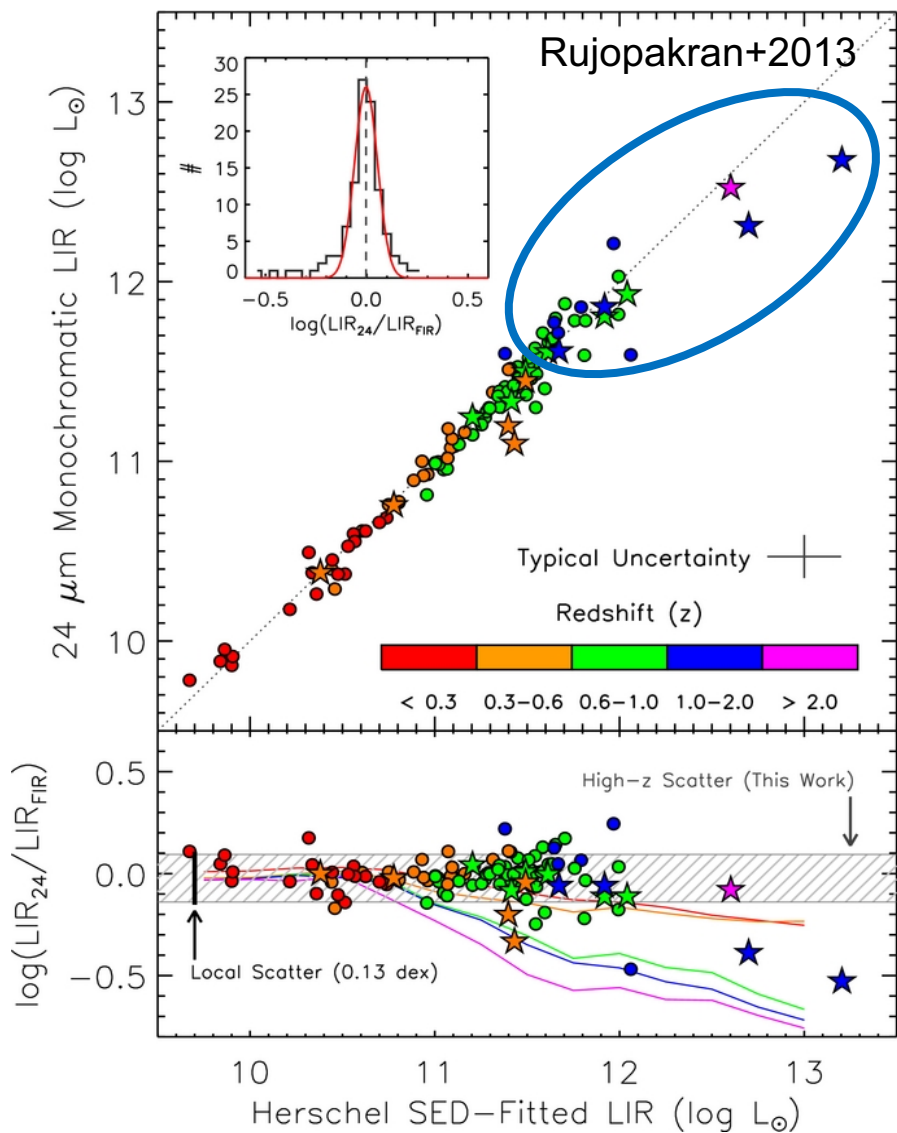 Rujopakran+2013
30
25
20
15
10
5
0
#
−0.5 0.0 0.5
log(LIR24/LIRFIR)
13
12
11
10
24 μm Monochromatic LIR (log L⊙)
Typical Uncertainty
Redshift (z)
< 0.3 0.3−0.6 0.6−1.0 1.0−2.0 > 2.0
High−z Scatter (This Work)
0.5
0.0
−0.5
log(LIR24/LIRFIR)
Local Scatter (0.13 dex)
10 11 12 13
Herschel SED−Fitted LIR (log L⊙)